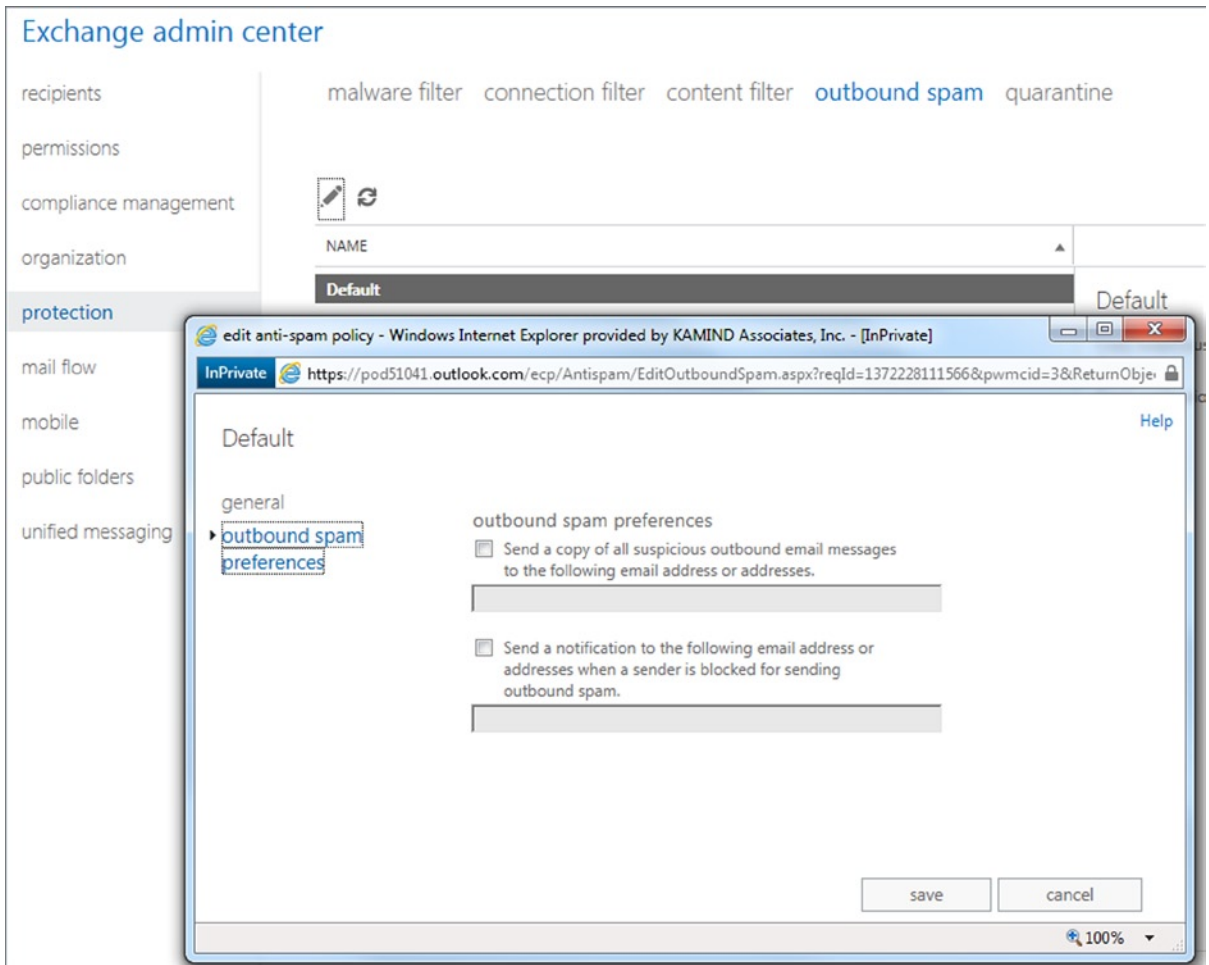 Exchange admin center
recipients
permissions
compliance management
organization
protection
mail flow
mobile
public folders
unified messaging
malware filter connection filter content filter outbound spam quarantine
NAME
Default
Default
edit anti-spam policy - Windows Internet Explorer provided by KAMIND Associates, Inc. - [InPrivate]
InPrivate https://pod51041.outlook.com/ecp/Antispam/EditOutboundSpam.aspx?reqId=1372228111566&pwmcid=3&ReturnObje
Help
Default
general
outbound spam
preferences
outbound spam preferences
Send a copy of all suspicious outbound email messages
to the following email address or addresses.
Send a notification to the following email address or
addresses when a sender is blocked for sending
outbound spam.
save cancel
100%